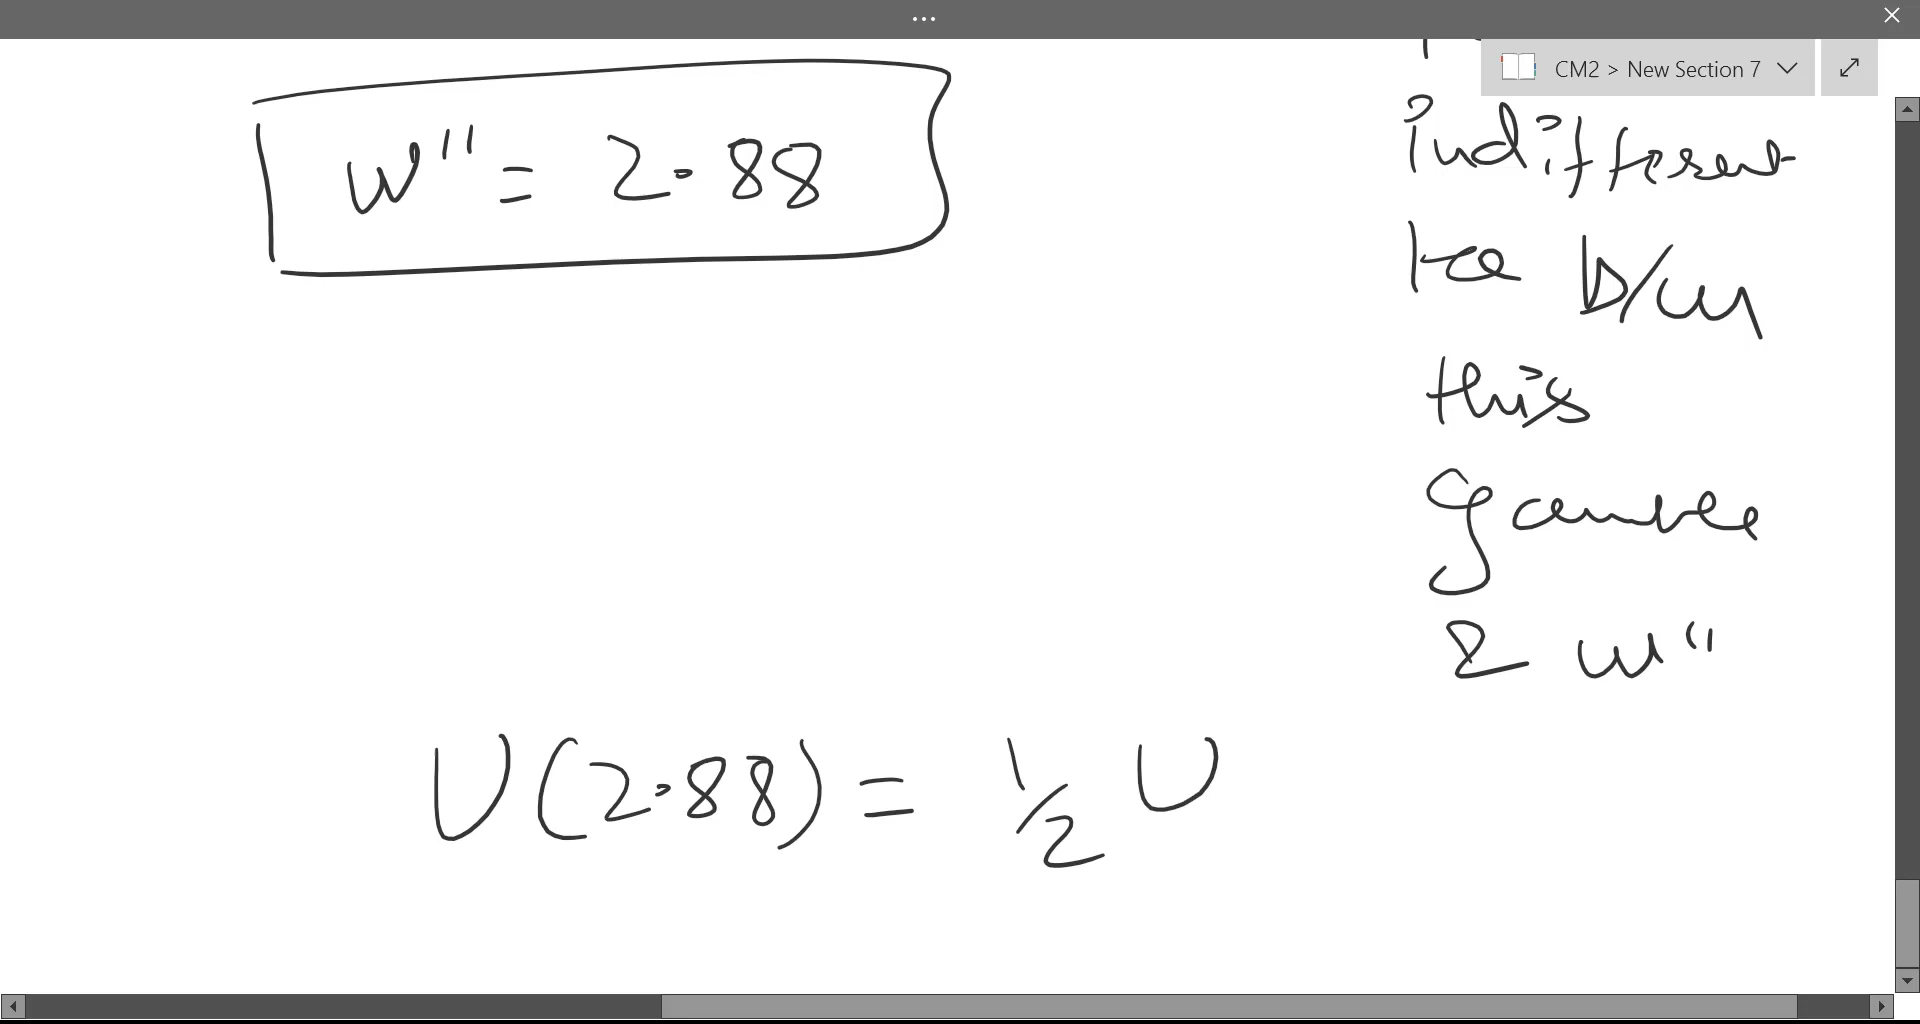 ...
CM2 > New Section 7
w'' = 2.88
indifferent
b/w
this
gamble
& w''
U(2.88) = 1/2 U